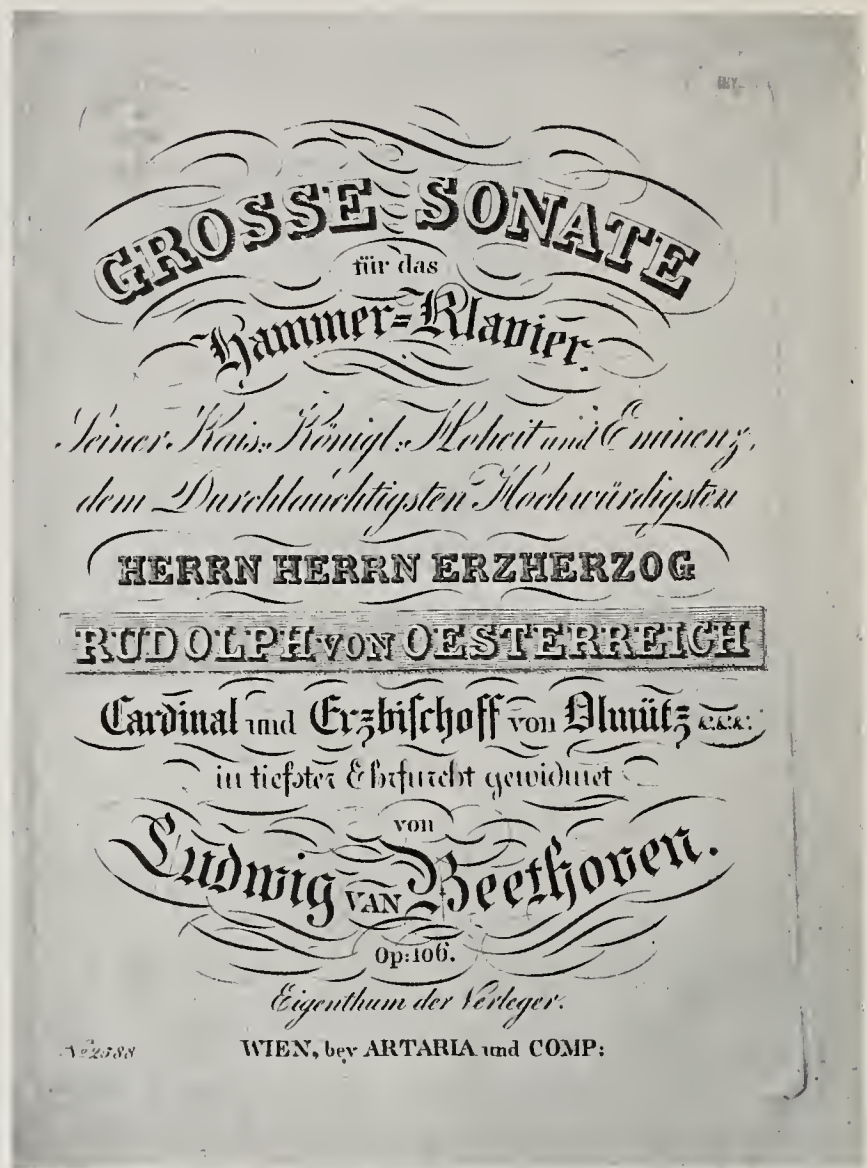 GROSSE SONATE
für das
Hammer=Klavier.
Seiner Kais: Königl: Hoheit und Eminenz,
dem Durchlauchtigsten Hochwürdigsten
HERRN HERRN ERZHERZOG
RUDOLPH VON OESTERREICH
Cardinal und Erzbischoff von Olmütz &.&.&:
in tiefster Ehrfurcht gewidmet
von
Ludwig VAN Beethoven.
Op: 106.
Eigenthum der Verleger.
No 2588
WIEN, bey ARTARIA und COMP: